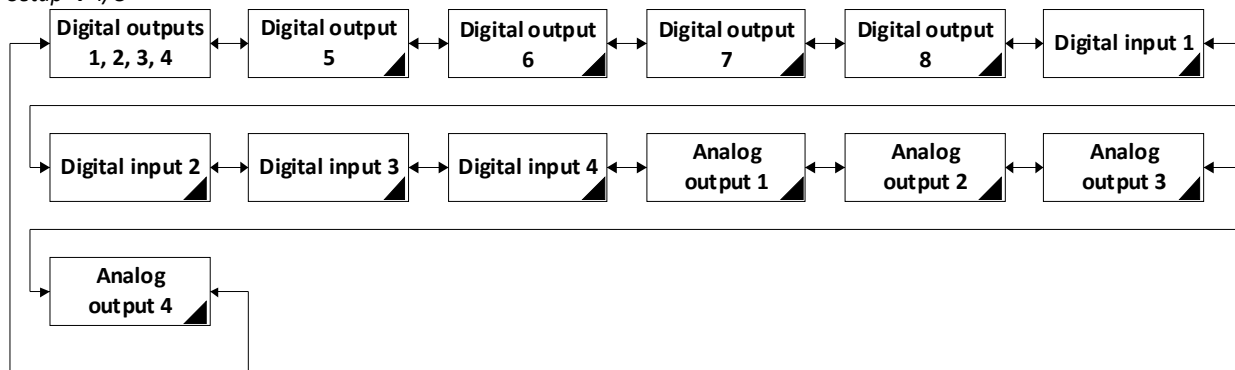 Digital outputs
1, 2, 3, 4
Digital output
5
Digital output
6
Digital output
7
Digital output
8
Digital input 1
Digital input 2
Digital input 3
Digital input 4
Analog
output 1
Analog
output 2
Analog
output 3
Analog
output 4